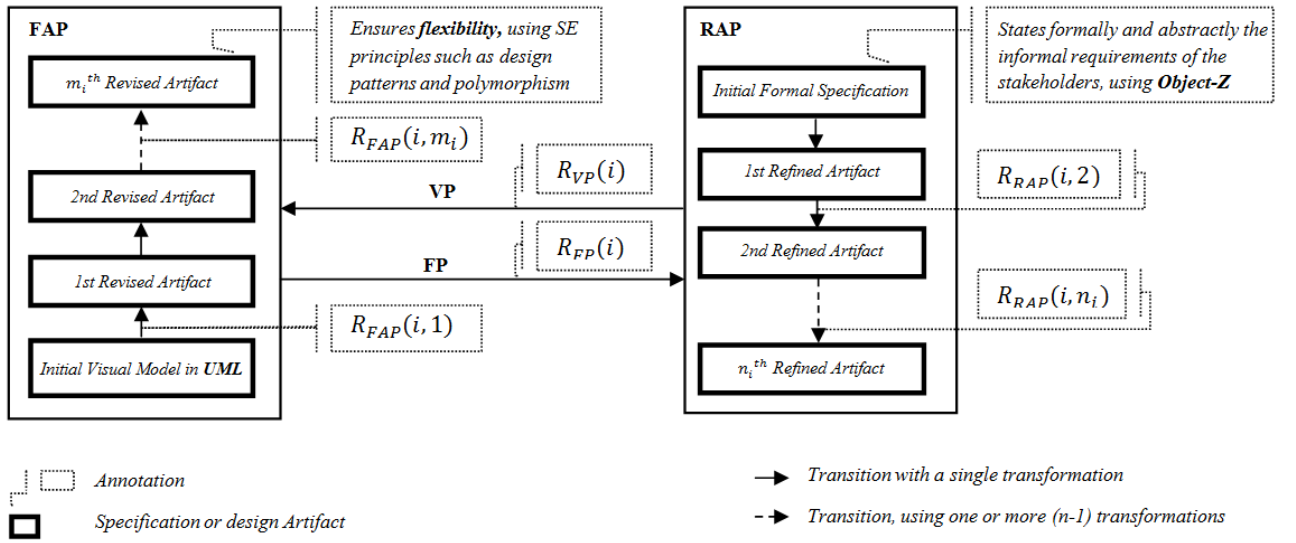 FAP
Ensures flexibility, using SE
principles such as design
patterns and polymorphism
m_i^th Revised Artifact
R_FAP(i, m_i)
2nd Revised Artifact
1st Revised Artifact
R_FAP(i, 1)
Initial Visual Model in UML
R_VP(i)
VP
R_FP(i)
FP
RAP
States formally and abstractly the
informal requirements of the
stakeholders, using Object-Z
Initial Formal Specification
1st Refined Artifact
R_RAP(i, 2)
2nd Refined Artifact
R_RAP(i, n_i)
n_i^th Refined Artifact
Annotation
Specification or design Artifact
Transition with a single transformation
Transition, using one or more (n-1) transformations